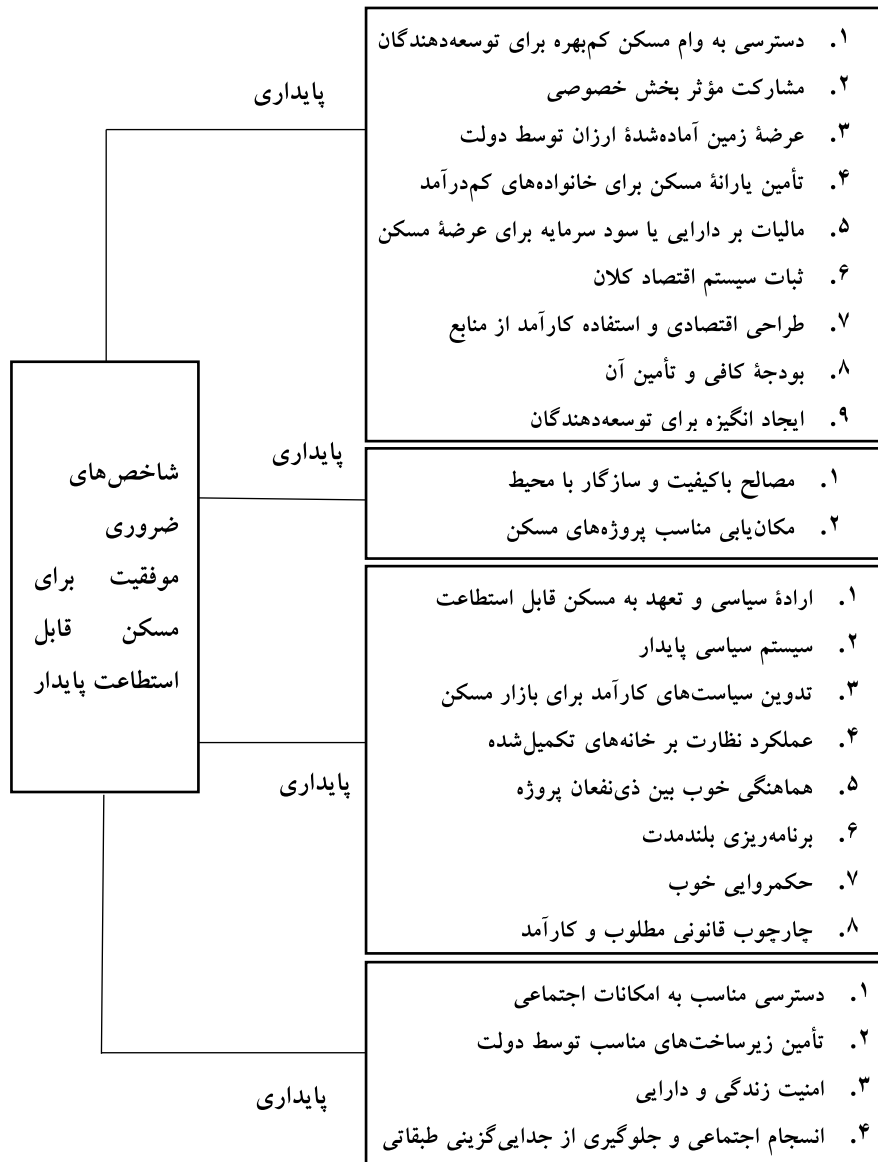 پایداری
۱. دسترسی به وام مسکن کم‌بهره برای توسعه‌دهندگان
۲. مشارکت مؤثر بخش خصوصی
۳. عرضهٔ زمین آماده‌شدهٔ ارزان توسط دولت
۴. تأمین یارانهٔ مسکن برای خانواده‌های کم‌درآمد
۵. مالیات بر دارایی یا سود سرمایه برای عرضهٔ مسکن
۶. ثبات سیستم اقتصاد کلان
۷. طراحی اقتصادی و استفاده کارآمد از منابع
۸. بودجهٔ کافی و تأمین آن
۹. ایجاد انگیزه برای توسعه‌دهندگان
پایداری
۱. مصالح باکیفیت و سازگار با محیط
۲. مکان‌یابی مناسب پروژه‌های مسکن
شاخص‌های
ضروری
موفقیت برای
مسکن قابل
استطاعت پایدار
پایداری
۱. ارادهٔ سیاسی و تعهد به مسکن قابل استطاعت
۲. سیستم سیاسی پایدار
۳. تدوین سیاست‌های کارآمد برای بازار مسکن
۴. عملکرد نظارت بر خانه‌های تکمیل‌شده
۵. هماهنگی خوب بین ذی‌نفعان پروژه
۶. برنامه‌ریزی بلندمدت
۷. حکمروایی خوب
۸. چارچوب قانونی مطلوب و کارآمد
پایداری
۱. دسترسی مناسب به امکانات اجتماعی
۲. تأمین زیرساخت‌های مناسب توسط دولت
۳. امنیت زندگی و دارایی
۴. انسجام اجتماعی و جلوگیری از جدایی‌گزینی طبقاتی